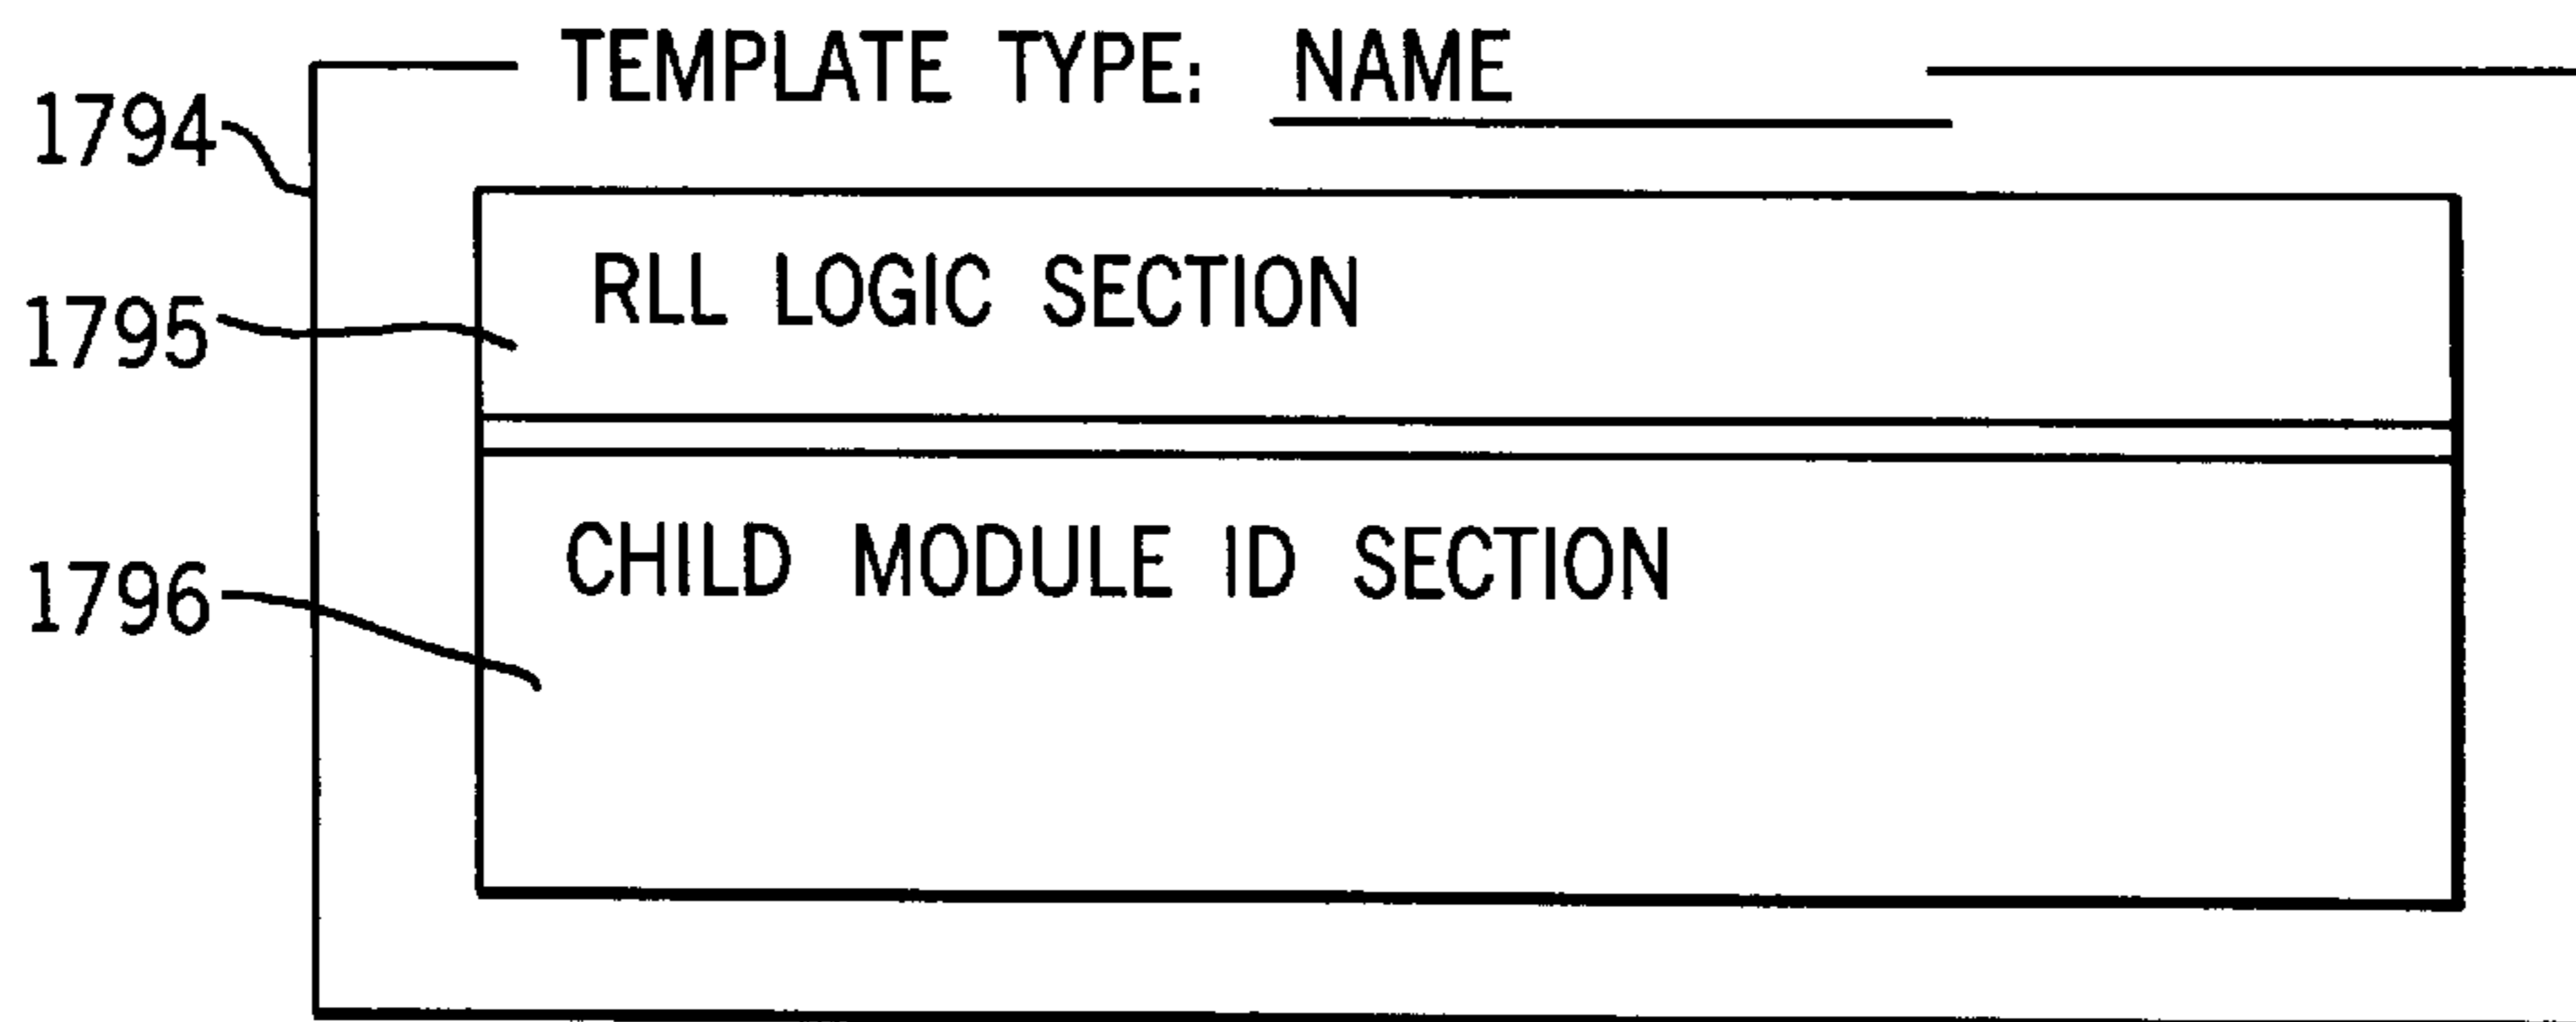 TEMPLATE TYPE: NAME
1794
RLL LOGIC SECTION
1795
CHILD MODULE ID SECTION
1796